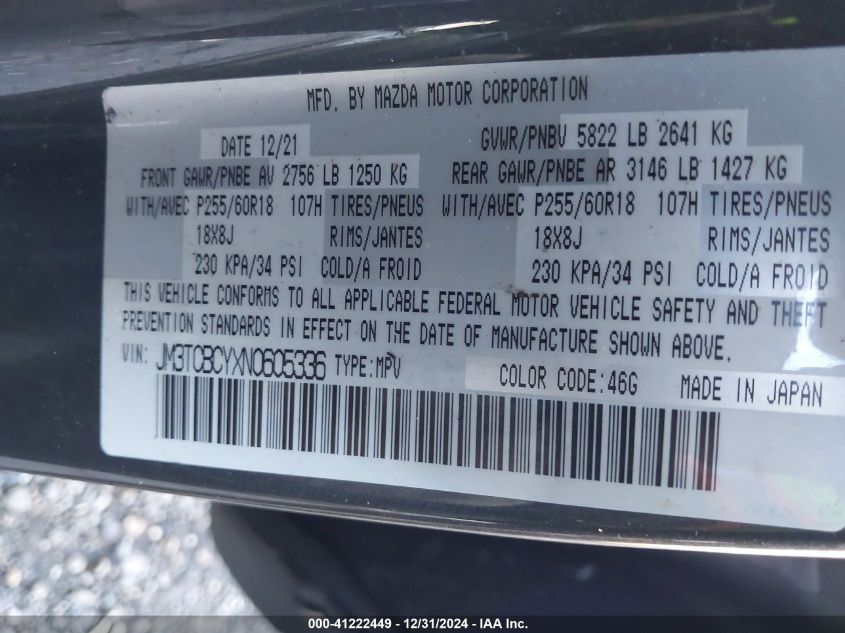 MFD. BY MAZDA MOTOR CORPORATION
DATE 12/21 GVWR/PNBV 5822 LB 2641 KG
FRONT GAWR/PNBE AV 2756 LB 1250 KG REAR GAWR/PNBE AR 3146 LB 1427 KG
WITH/AVEC P255/60R18 107H TIRES/PNEUS WITH/AVEC P255/60R18 107H TIRES/PNEUS
18X8J RIMS/JANTES 18X8J RIMS/JANTES
230 KPA/34 PSI COLD/A FROID 230 KPA/34 PSI COLD/A FROID
THIS VEHICLE CONFORMS TO ALL APPLICABLE FEDERAL MOTOR VEHICLE SAFETY AND THEFT
PREVENTION STANDARDS IN EFFECT ON THE DATE OF MANUFACTURE SHOWN ABOVE.
VIN: JM3TCBCYXN0605336 TYPE:MPV COLOR CODE:46G MADE IN JAPAN
000-41222449 - 12/31/2024 - IAA Inc.